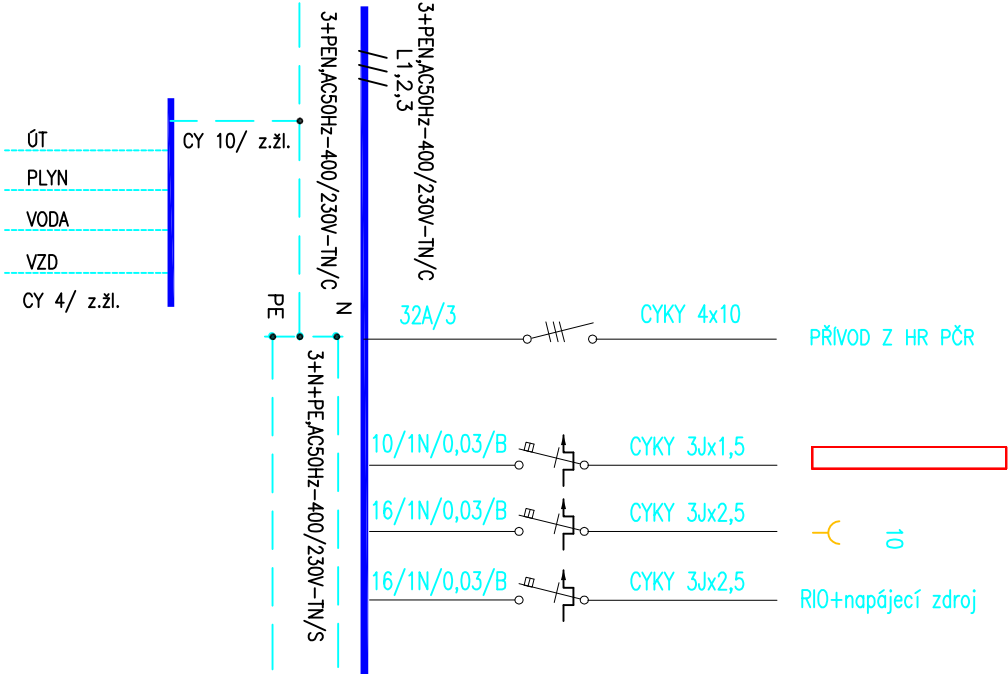 ÚT
PLYN
VODA
VZD
CY 4/ z.žl.
CY 10/ z.žl.
3+PEN,AC50Hz-400/230V-TN/C
L1,2,3
3+PEN,AC50Hz-400/230V-TN/C
PE
N
3+N+PE,AC50Hz-400/230V-TN/S
32A/3
CYKY 4x10
PŘÍVOD Z HR PČR
10/1N/0,03/B
CYKY 3Jx1,5
16/1N/0,03/B
CYKY 3Jx2,5
10
16/1N/0,03/B
CYKY 3Jx2,5
RIO+napájecí zdroj